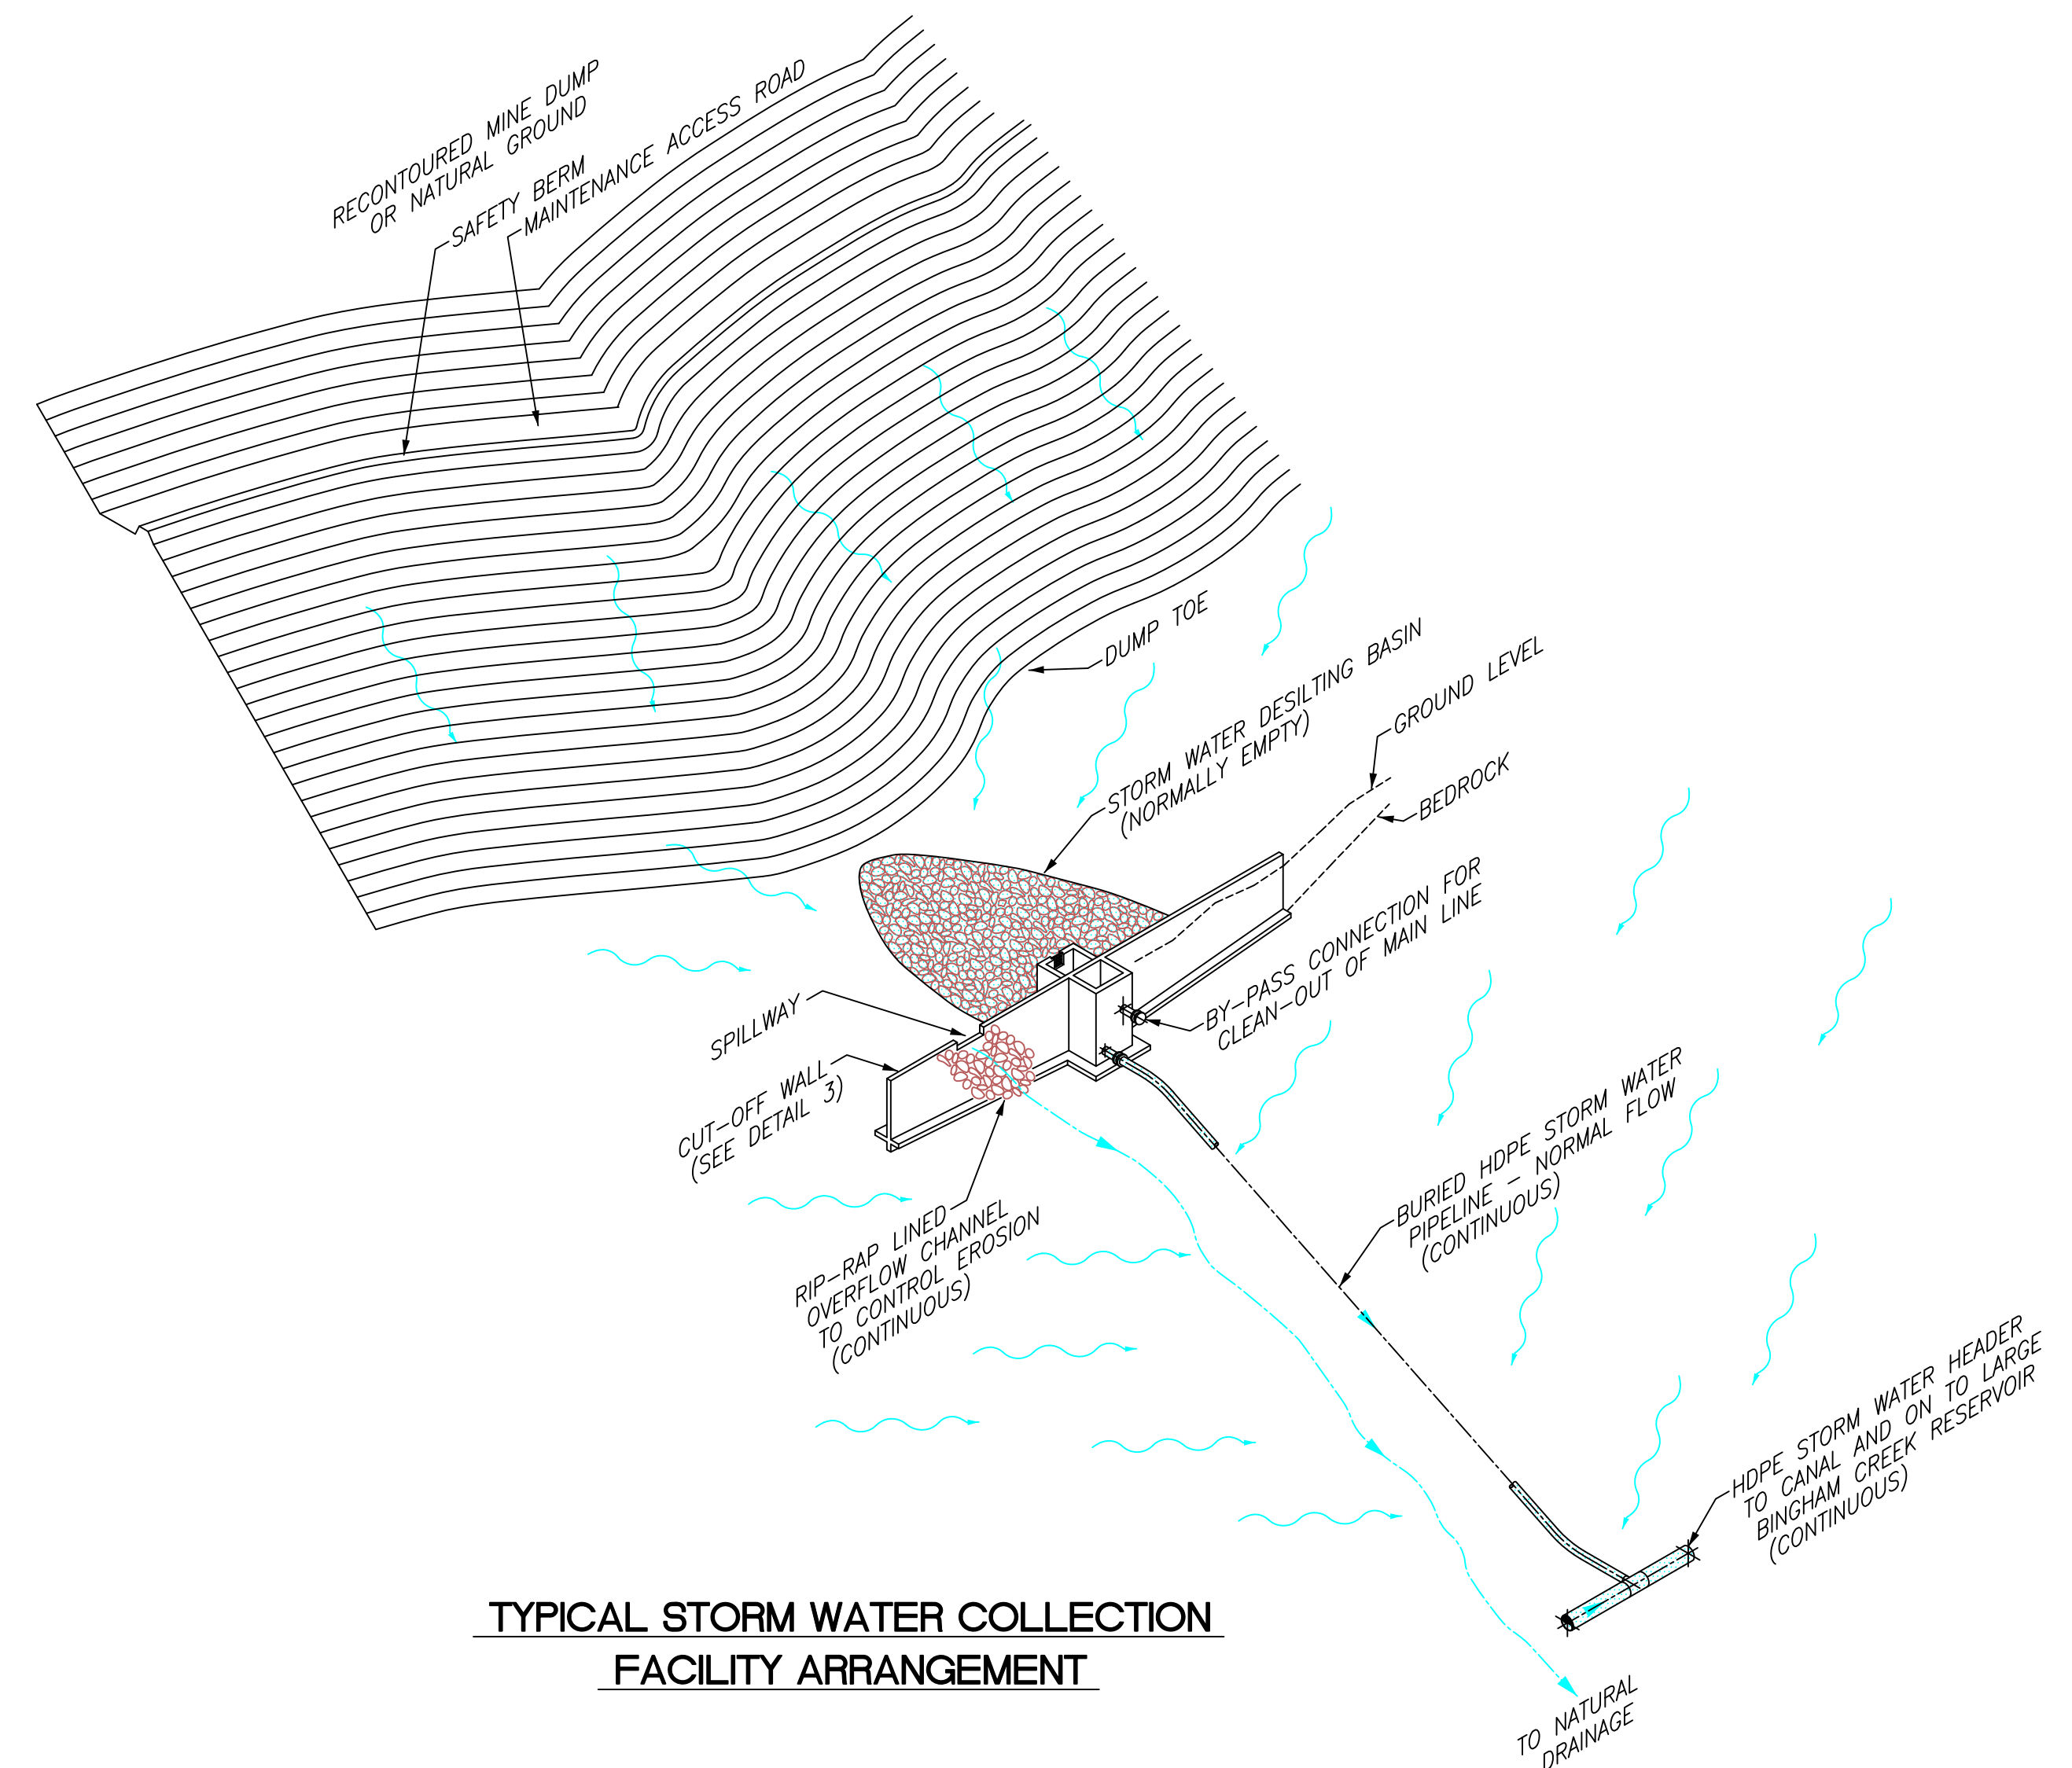 RECONTOURED MINE DUMP
OR NATURAL GROUND
SAFETY BERM
MAINTENANCE ACCESS ROAD
DUMP TOE
STORM WATER DESILTING BASIN
(NORMALLY EMPTY)
GROUND LEVEL
BEDROCK
BY-PASS CONNECTION FOR
CLEAN-OUT OF MAIN LINE
SPILLWAY
CUT-OFF WALL
(SEE DETAIL 3)
RIP-RAP LINED
OVERFLOW CHANNEL
TO CONTROL EROSION
(CONTINUOUS)
BURIED HDPE STORM WATER
PIPELINE - NORMAL FLOW
(CONTINUOUS)
HDPE STORM WATER HEADER
TO CANAL AND ON TO LARGE
BINGHAM CREEK RESERVOIR
(CONTINUOUS)
TYPICAL STORM WATER COLLECTION
FACILITY ARRANGEMENT
TO NATURAL
DRAINAGE